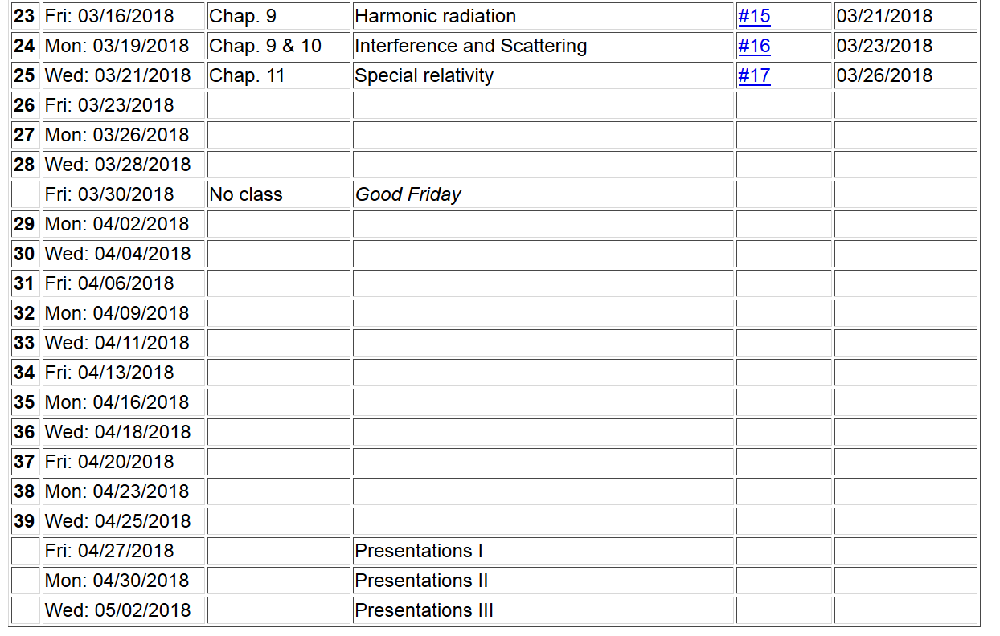 23 Fri: 03/16/2018 Chap. 9 Harmonic radiation #15 03/21/2018
24 Mon: 03/19/2018 Chap. 9 & 10 Interference and Scattering #16 03/23/2018
25 Wed: 03/21/2018 Chap. 11 Special relativity #17 03/26/2018
26 Fri: 03/23/2018
27 Mon: 03/26/2018
28 Wed: 03/28/2018
Fri: 03/30/2018 No class Good Friday
29 Mon: 04/02/2018
30 Wed: 04/04/2018
31 Fri: 04/06/2018
32 Mon: 04/09/2018
33 Wed: 04/11/2018
34 Fri: 04/13/2018
35 Mon: 04/16/2018
36 Wed: 04/18/2018
37 Fri: 04/20/2018
38 Mon: 04/23/2018
39 Wed: 04/25/2018
Fri: 04/27/2018 Presentations I
Mon: 04/30/2018 Presentations II
Wed: 05/02/2018 Presentations III